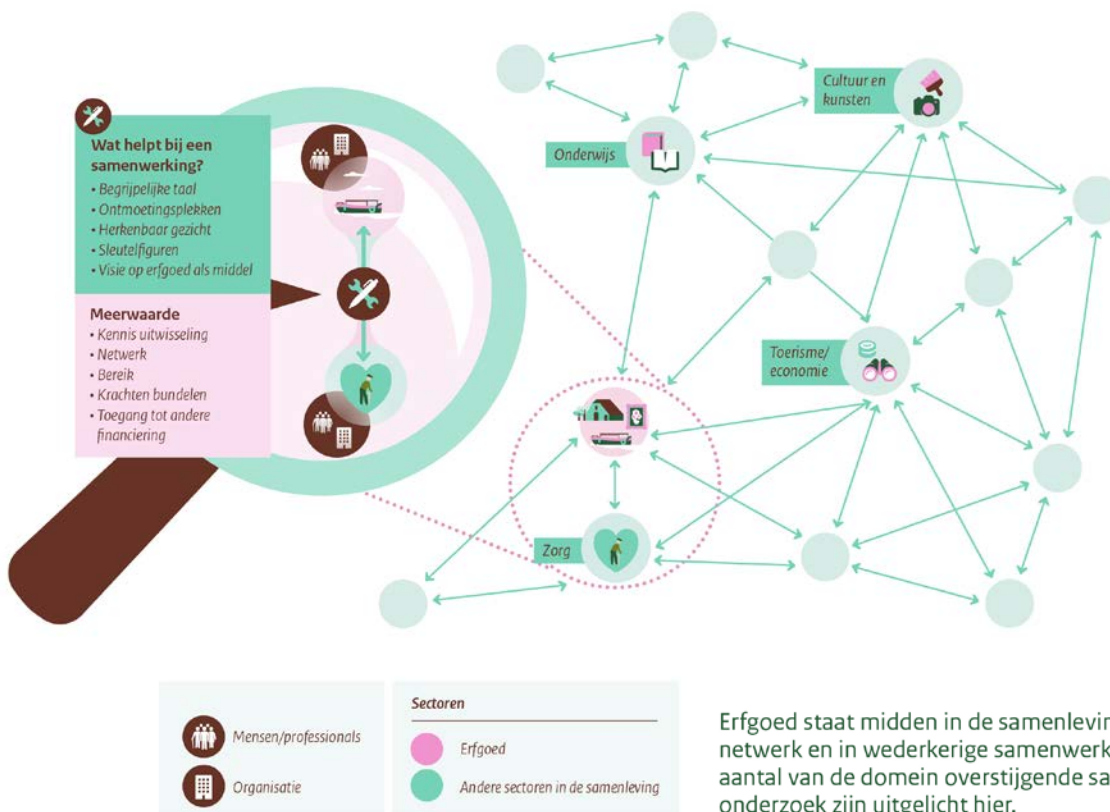 Wat helpt bij een
samenwerking?
• Begrijpelijke taal
• Ontmoetingsplekken
• Herkenbaar gezicht
• Sleutelfiguren
• Visie op erfgoed als middel
Meerwaarde
• Kennis uitwisseling
• Netwerk
• Bereik
• Krachten bundelen
• Toegang tot andere
financiering
Cultuur en
kunsten
Onderwijs
Toerisme/
economie
Zorg
Mensen/professionals
Organisatie
Sectoren
Erfgoed
Andere sectoren in de samenleving
Erfgoed staat midden in de samenlevin
netwerk en in wederkerige samenwerk
aantal van de domein overstijgende sa
onderzoek zijn uitgelicht hier.